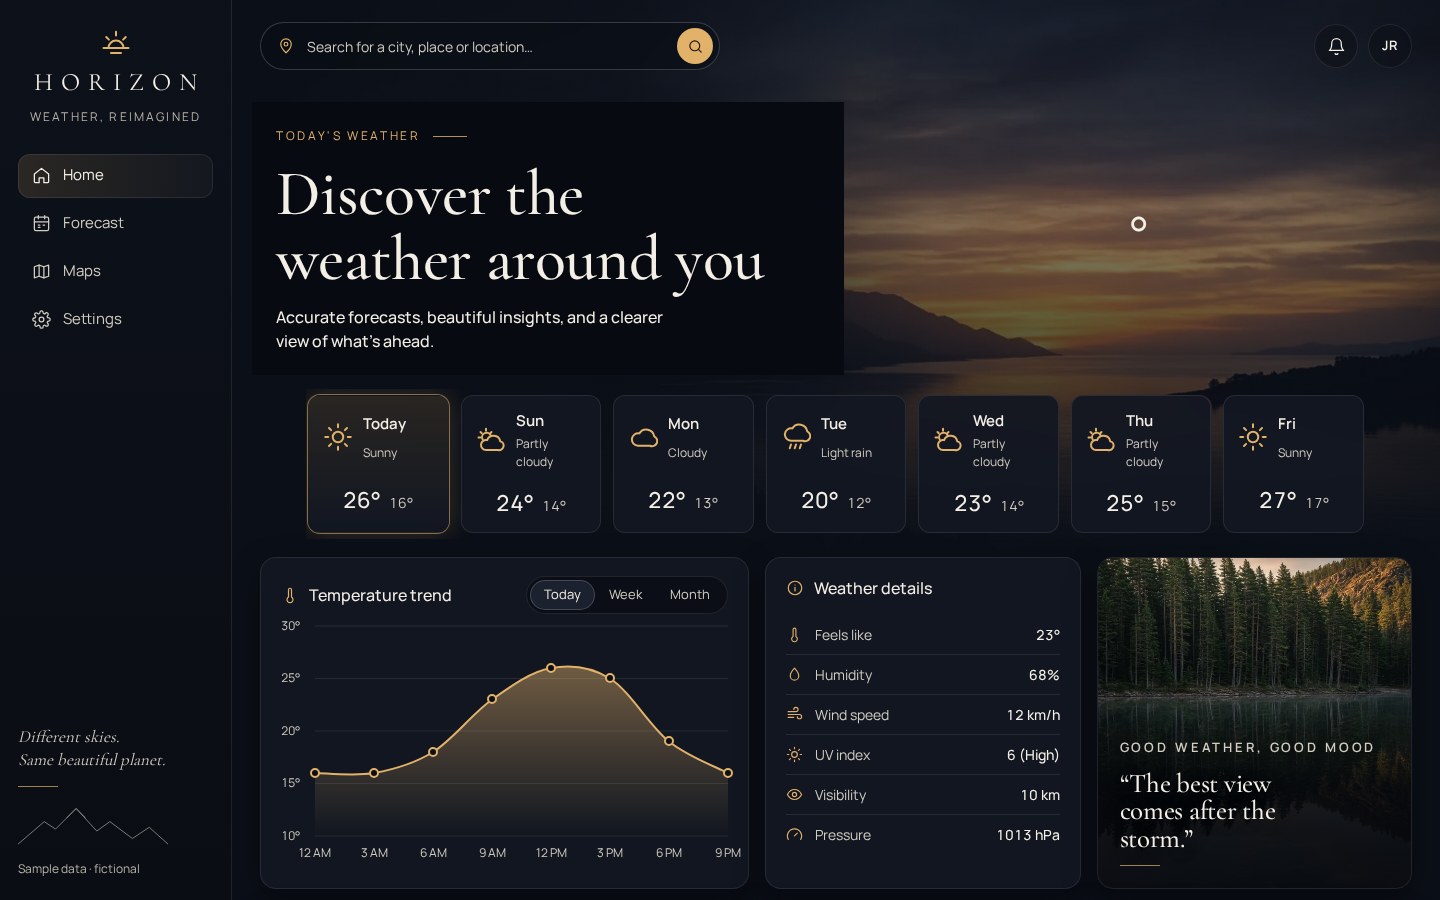 HORIZON
WEATHER, REIMAGINED
Home
Forecast
Maps
Settings
Different skies.
Same beautiful planet.
Sample data · fictional
Search for a city, place or location...
JR
TODAY'S WEATHER
Discover the
weather around you
Accurate forecasts, beautiful insights, and a clearer
view of what's ahead.
Today
Sunny
26° 16°
Sun
Partly
cloudy
24° 14°
Mon
Cloudy
22° 13°
Tue
Light rain
20° 12°
Wed
Partly
cloudy
23° 14°
Thu
Partly
cloudy
25° 15°
Fri
Sunny
27° 17°
Temperature trend
Today Week Month
30°
25°
20°
15°
10°
12 AM 3 AM 6 AM 9 AM 12 PM 3 PM 6 PM 9 PM
Weather details
Feels like 23°
Humidity 68%
Wind speed 12 km/h
UV index 6 (High)
Visibility 10 km
Pressure 1013 hPa
GOOD WEATHER, GOOD MOOD
“The best view
comes after the
storm.”